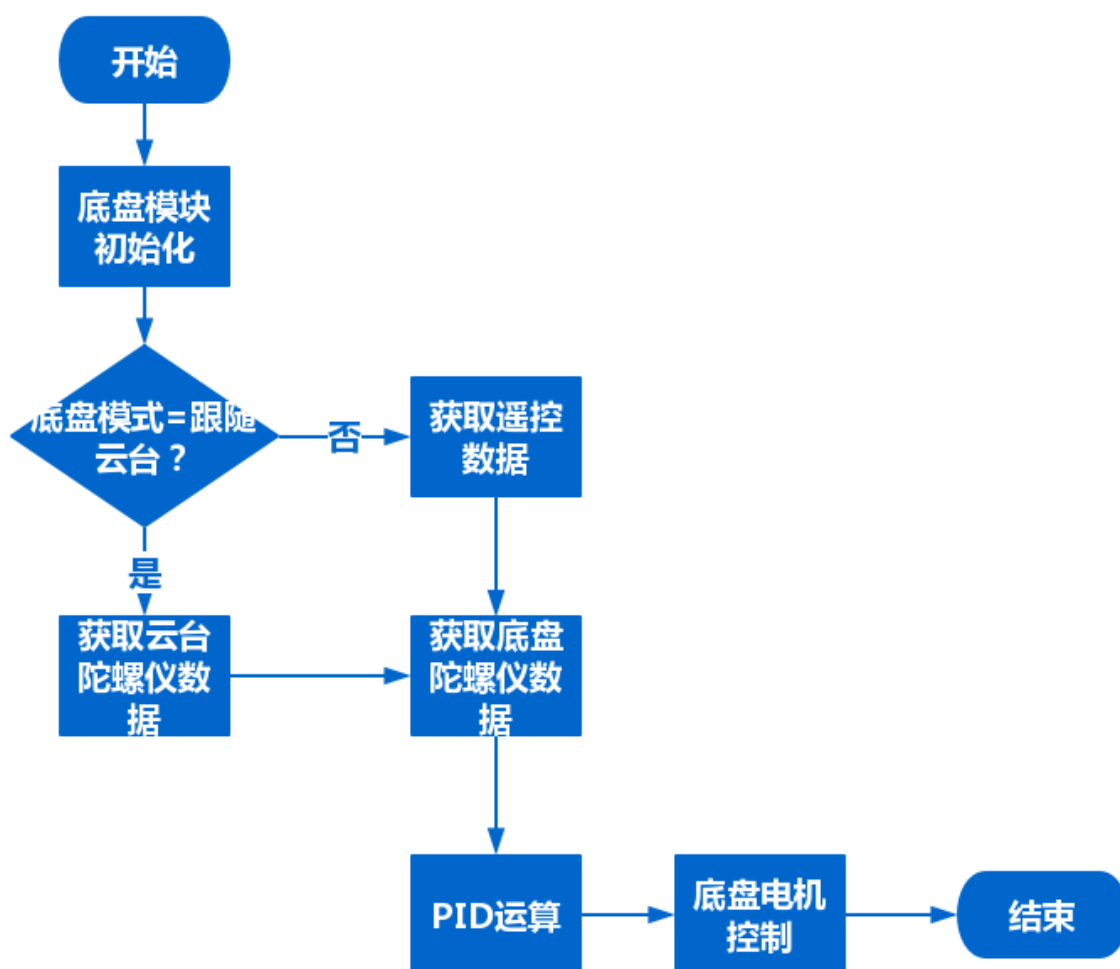 开始
底盘模块
初始化
底盘模式=跟随
云台？
否
获取遥控
数据
是
获取云台
陀螺仪数
据
获取底盘
陀螺仪数
据
PID运算
底盘电机
控制
结束